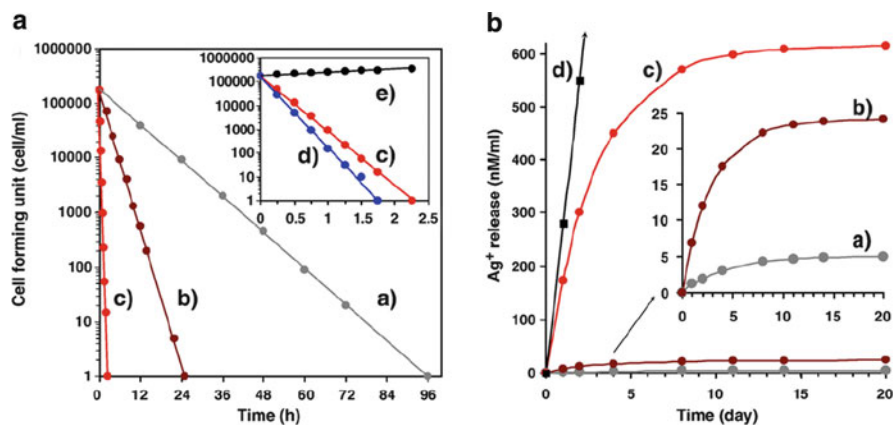 a
Cell forming unit (cell/ml)
1000000
100000
10000
1000
100
10
1
0 12 24 36 48 60 72 84 96
Time (h)
c)
b)
a)
1000000
100000
10000
1000
100
10
1
0 0.5 1.0 1.5 2.0 2.5
e)
d)
c)
b
Ag+ release (nM/ml)
600
500
400
300
200
100
0
0 5 10 15 20
Time (day)
d)
c)
25
20
15
10
5
0
0 5 10 15 20
b)
a)